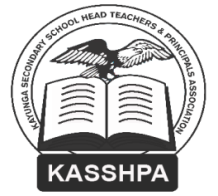 KAYUNGA SECONDARY SCHOOL HEAD TEACHERS & PRINCIPALS ASSOCIATION
KASSHPA